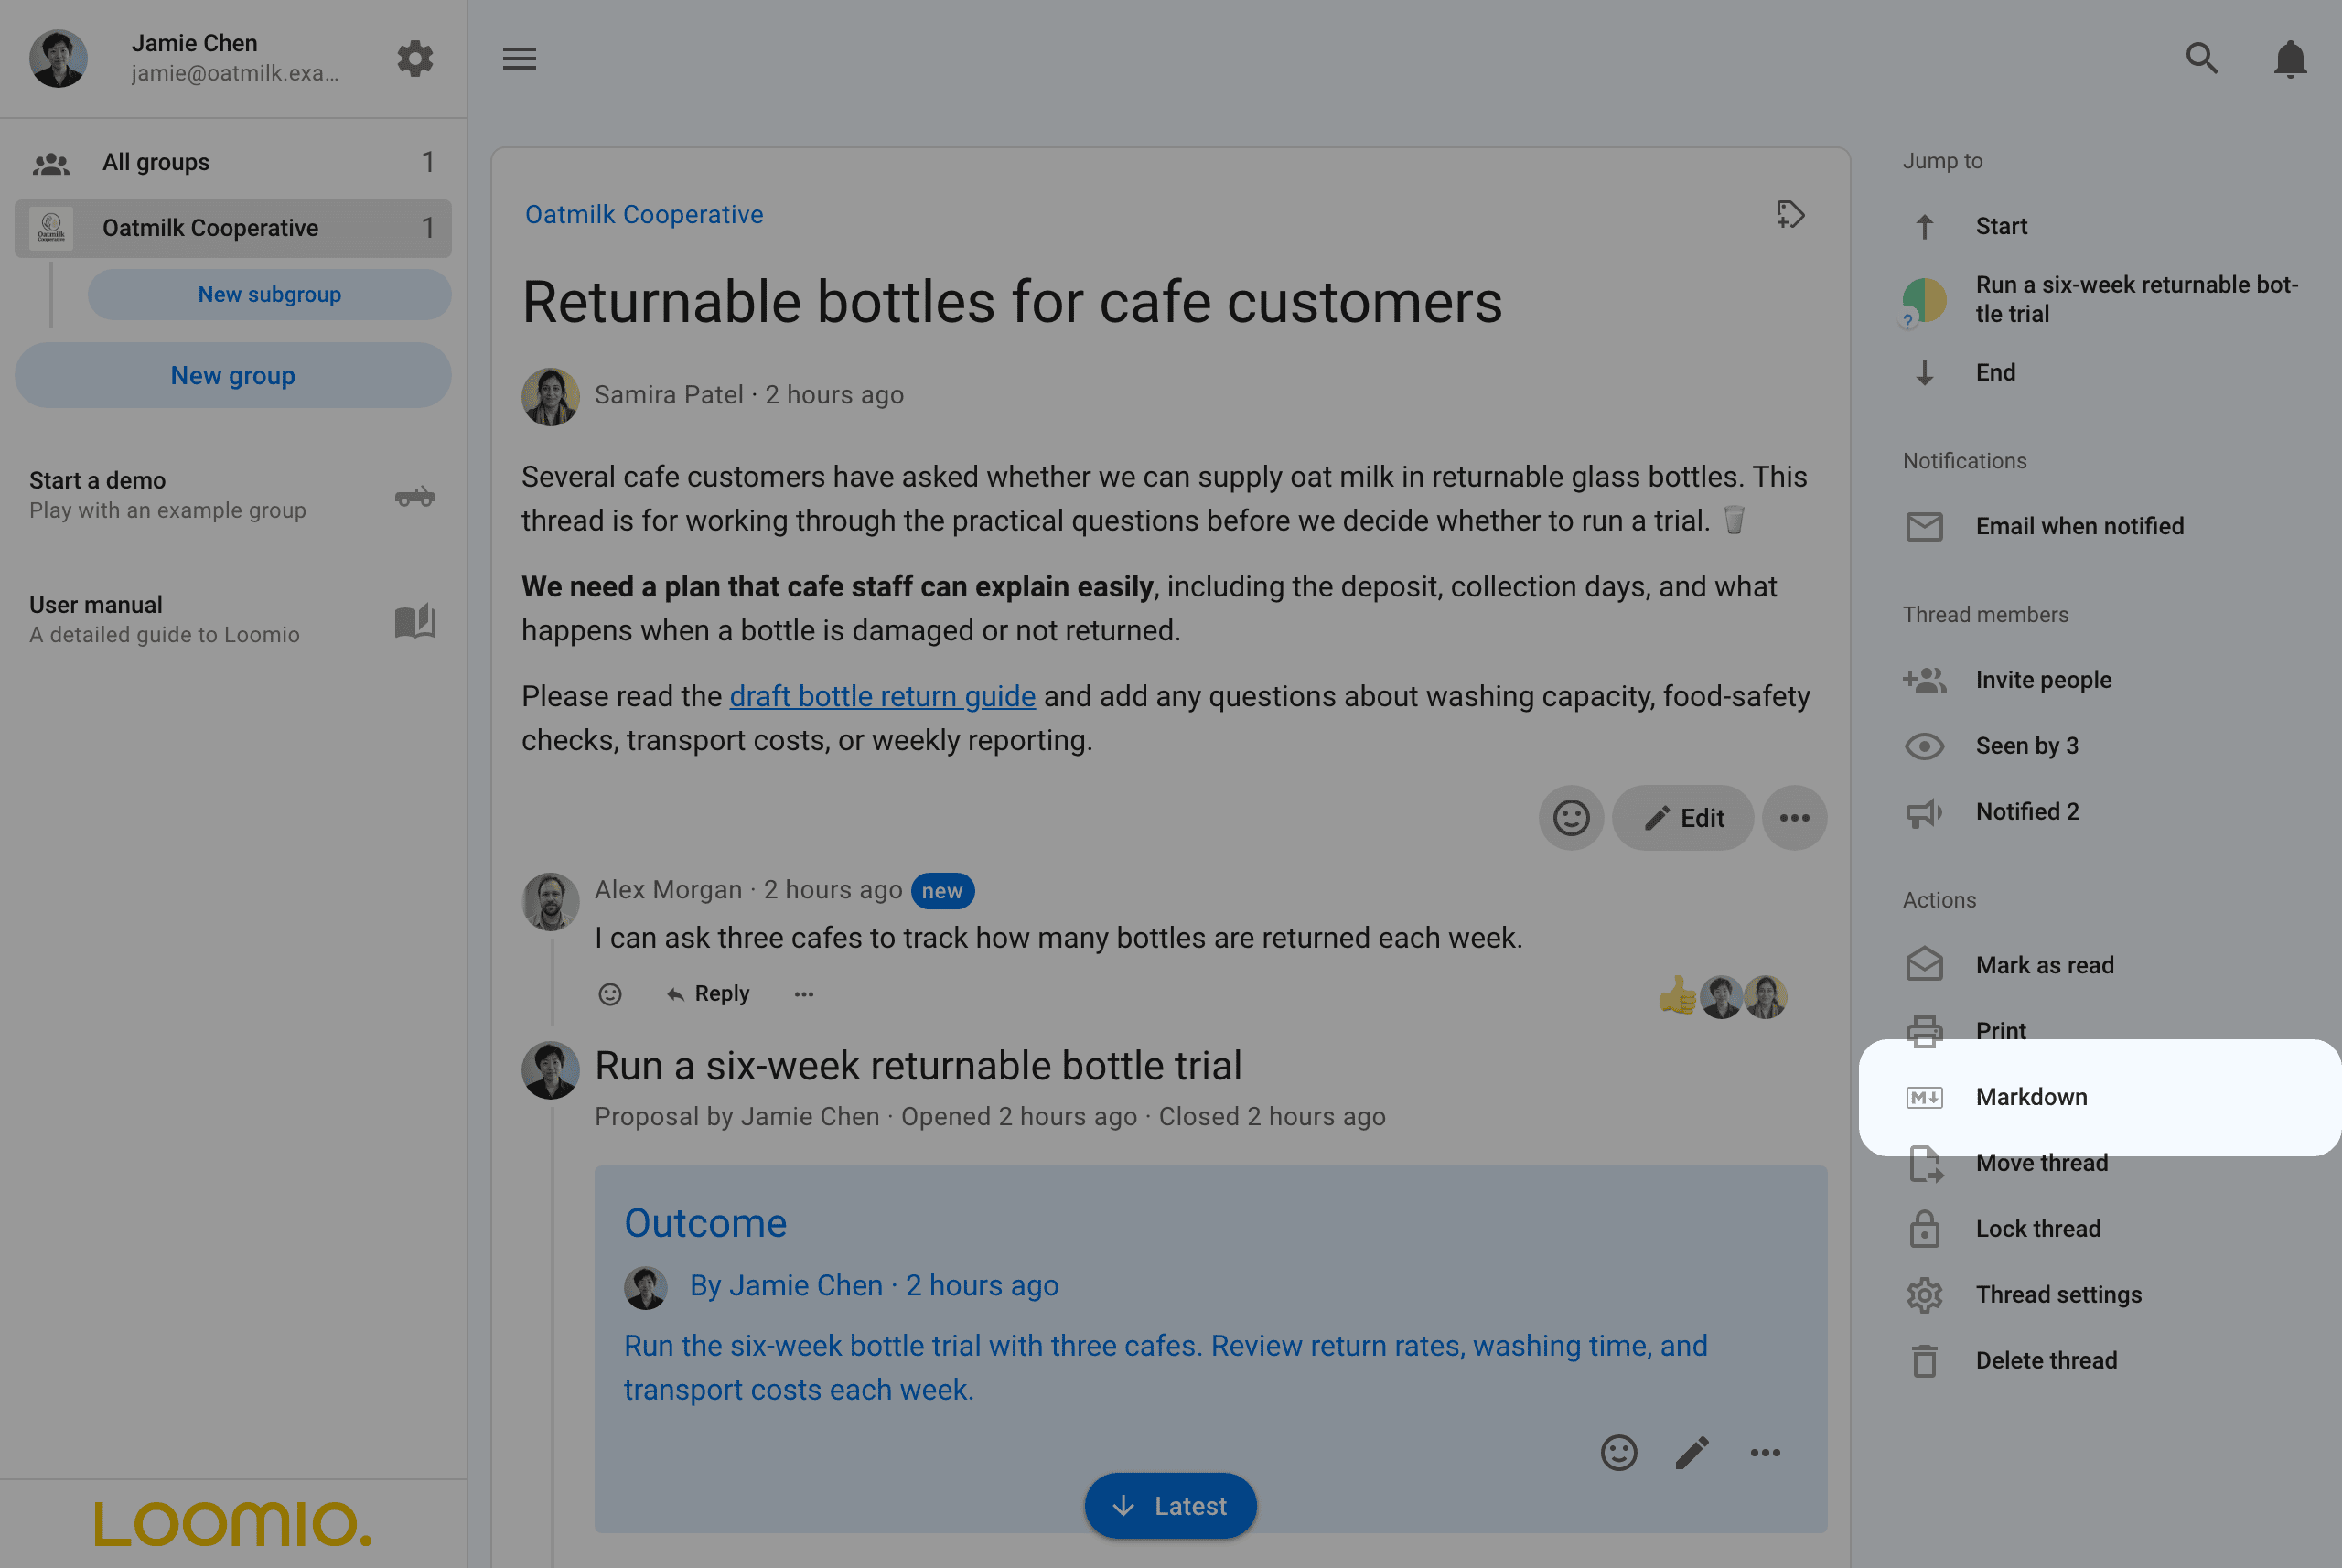 Jamie Chen
jamie@oatmilk.exa...
All groups 1
Oatmilk Cooperative 1
New subgroup
New group
Start a demo
Play with an example group
User manual
A detailed guide to Loomio
LOOMIO.
Oatmilk Cooperative
Returnable bottles for cafe customers
Samira Patel · 2 hours ago
Several cafe customers have asked whether we can supply oat milk in returnable glass bottles. This
thread is for working through the practical questions before we decide whether to run a trial.
We need a plan that cafe staff can explain easily, including the deposit, collection days, and what
happens when a bottle is damaged or not returned.
Please read the draft bottle return guide and add any questions about washing capacity, food-safety
checks, transport costs, or weekly reporting.
Edit
Alex Morgan · 2 hours ago new
I can ask three cafes to track how many bottles are returned each week.
Reply
Run a six-week returnable bottle trial
Proposal by Jamie Chen · Opened 2 hours ago · Closed 2 hours ago
Outcome
By Jamie Chen · 2 hours ago
Run the six-week bottle trial with three cafes. Review return rates, washing time, and
transport costs each week.
Latest
Jump to
Start
Run a six-week returnable bot-
tle trial
?
End
Notifications
Email when notified
Thread members
Invite people
Seen by 3
Notified 2
Actions
Mark as read
Print
Markdown
Move thread
Lock thread
Thread settings
Delete thread